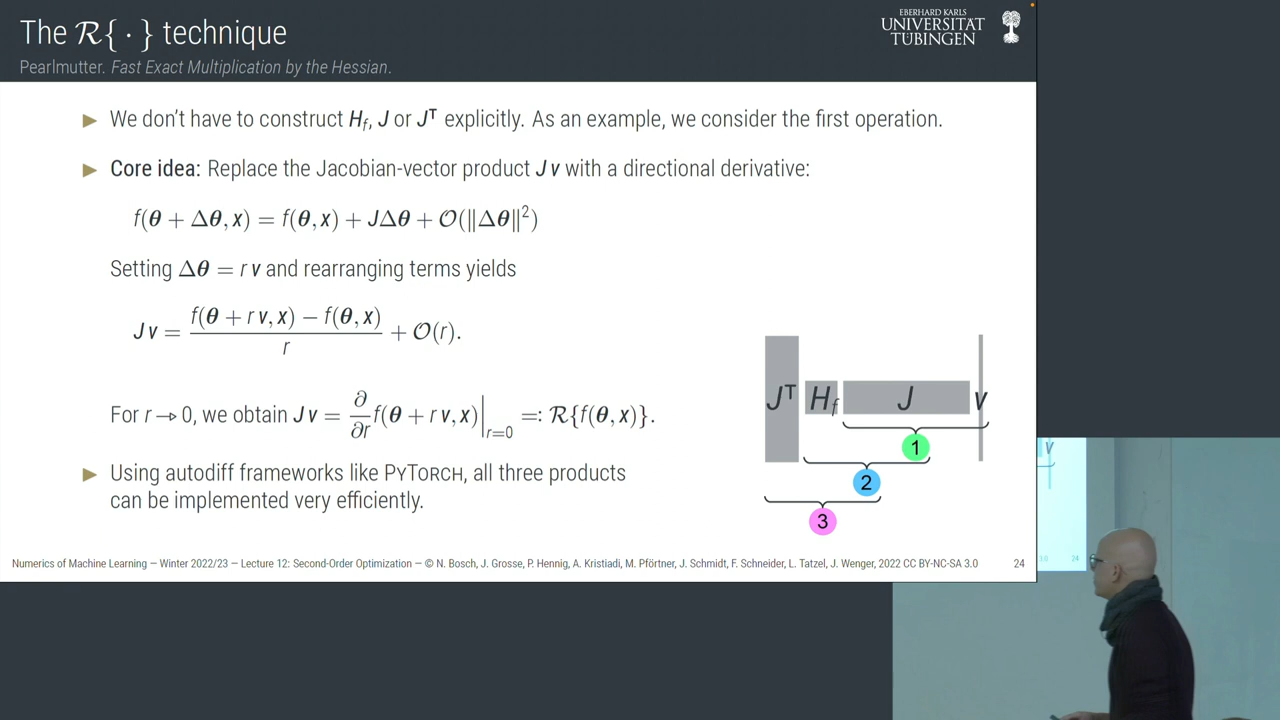 The R{ · } technique
Pearlmutter. Fast Exact Multiplication by the Hessian.
EBERHARD KARLS
UNIVERSITÄT
TÜBINGEN
▶ We don't have to construct H_f, J or J^T explicitly. As an example, we consider the first operation.
▶ Core idea: Replace the Jacobian-vector product J v with a directional derivative:
f(θ + Δθ, x) = f(θ, x) + JΔθ + O(‖Δθ‖²)
Setting Δθ = r v and rearranging terms yields
J v = (f(θ + r v, x) − f(θ, x)) / r + O(r).
For r → 0, we obtain J v = ∂/∂r f(θ + r v, x)|_{r=0} =: R{f(θ, x)}.
▶ Using autodiff frameworks like PYTORCH, all three products
can be implemented very efficiently.
J^T H_f J v
1
2
3
Numerics of Machine Learning — Winter 2022/23 — Lecture 12: Second-Order Optimization — © N. Bosch, J. Grosse, P. Hennig, A. Kristiadi, M. Pförtner, J. Schmidt, F. Schneider, L. Tatzel, J. Wenger, 2022 CC BY-NC-SA 3.0 24
v
3.0 24